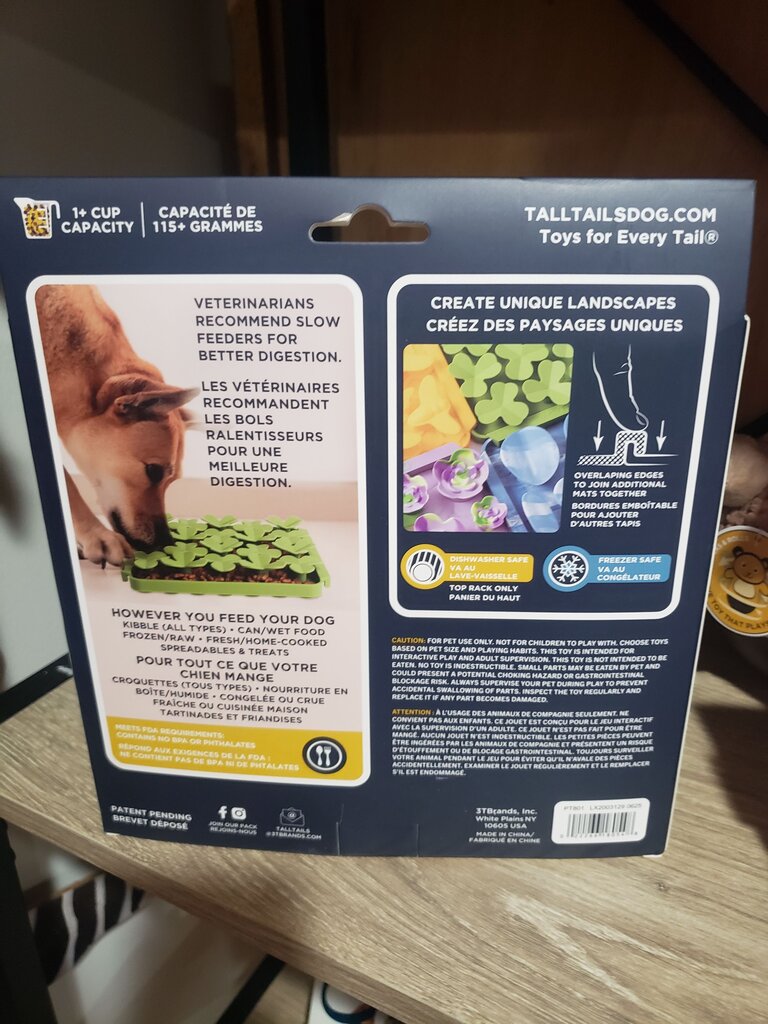 1+ CUP
CAPACITY
CAPACITÉ DE
115+ GRAMMES
TALLTAILSDOG.COM
Toys for Every Tail®
VETERINARIANS
RECOMMEND SLOW
FEEDERS FOR
BETTER DIGESTION.
LES VÉTÉRINAIRES
RECOMMANDENT
LES BOLS
RALENTISSEURS
POUR UNE
MEILLEURE
DIGESTION.
HOWEVER YOU FEED YOUR DOG
KIBBLE (ALL TYPES) • CAN/WET FOOD
FROZEN/RAW • FRESH/HOME-COOKED
SPREADABLES & TREATS
POUR TOUT CE QUE VOTRE
CHIEN MANGE
CROQUETTES (TOUS TYPES) • NOURRITURE EN
BOÎTE/HUMIDE • CONGELÉE OU CRUE
FRAÎCHE OU CUISINÉE MAISON
TARTINADES ET FRIANDISES
MEETS FDA REQUIREMENTS:
CONTAINS NO BPA OR PHTHALATES
RÉPOND AUX EXIGENCES DE LA FDA :
NE CONTIENT PAS DE BPA NI DE PHTALATES
CREATE UNIQUE LANDSCAPES
CRÉEZ DES PAYSAGES UNIQUES
OVERLAPING EDGES
TO JOIN ADDITIONAL
MATS TOGETHER
BORDURES EMBOÎTABLE
POUR AJOUTER
D'AUTRES TAPIS
DISHWASHER SAFE
VA AU
LAVE-VAISSELLE
TOP RACK ONLY
PANIER DU HAUT
FREEZER SAFE
VA AU
CONGÉLATEUR
CAUTION: FOR PET USE ONLY. NOT FOR CHILDREN TO PLAY WITH. CHOOSE TOYS
BASED ON PET SIZE AND PLAYING HABITS. THIS TOY IS INTENDED FOR
INTERACTIVE PLAY AND ADULT SUPERVISION. THIS TOY IS NOT INTENDED TO BE
EATEN. NO TOY IS INDESTRUCTIBLE. SMALL PARTS MAY BE EATEN BY PET AND
COULD PRESENT A POTENTIAL CHOKING HAZARD OR GASTROINTESTINAL
BLOCKAGE RISK. ALWAYS SUPERVISE YOUR PET DURING PLAY TO PREVENT
ACCIDENTAL SWALLOWING OF PARTS. INSPECT THE TOY REGULARLY AND
REPLACE IT IF ANY PART BECOMES DAMAGED.
ATTENTION : À L'USAGE DES ANIMAUX DE COMPAGNIE SEULEMENT. NE
CONVIENT PAS AUX ENFANTS. CE JOUET EST CONÇU POUR LE JEU INTERACTIF
AVEC LA SUPERVISION D'UN ADULTE. CE JOUET N'EST PAS FAIT POUR ÊTRE
MANGÉ. AUCUN JOUET N'EST INDESTRUCTIBLE. LES PETITES PIÈCES PEUVENT
ÊTRE INGÉRÉES PAR LES ANIMAUX DE COMPAGNIE ET PRÉSENTENT UN RISQUE
D'ÉTOUFFEMENT OU DE BLOCAGE GASTROINTESTINAL. TOUJOURS SURVEILLER
VOTRE ANIMAL PENDANT LE JEU POUR ÉVITER QU'IL N'AVALE DES PIÈCES
ACCIDENTELLEMENT. EXAMINER LE JOUET RÉGULIÈREMENT ET LE REMPLACER
S'IL EST ENDOMMAGÉ.
PATENT PENDING
BREVET DÉPOSÉ
JOIN OUR PACK
REJOINS-NOUS
TALLTAILS
@3TBRANDS.COM
3TBrands, Inc.
White Plains NY
10605 USA
MADE IN CHINA/
FABRIQUÉ EN CHINE
PT801 LX2003129 0625